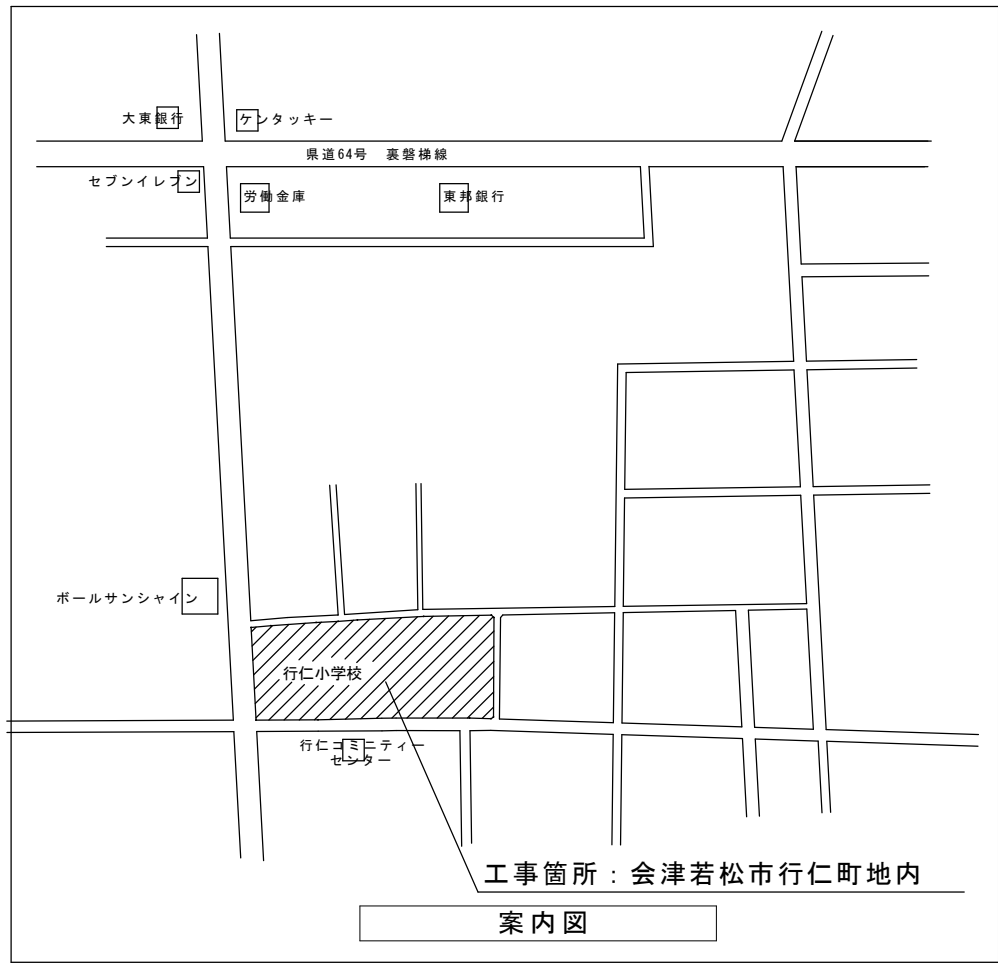 大東銀行
ケンタッキー
県道64号 裏磐梯線
セブンイレブン
労働金庫
東邦銀行
ボールサンシャイン
行仁小学校
行仁コミニティー
センター
工事箇所：会津若松市行仁町地内
案内図